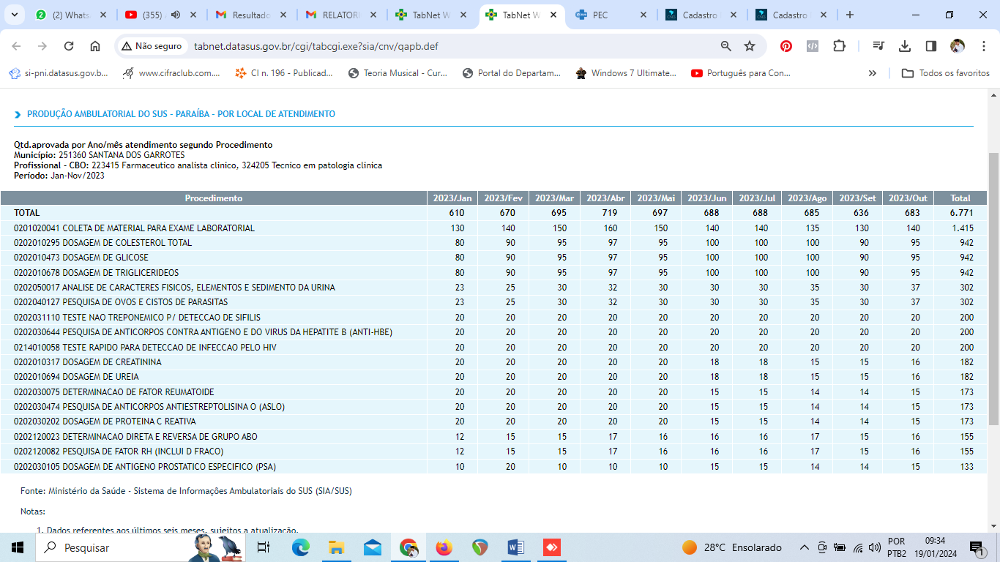 (2) Whats
(355)
Resultado
RELATORI
TabNet W
TabNet W
PEC
Cadastro
Cadastro
Não seguro
tabnet.datasus.gov.br/cgi/tabcgi.exe?sia/cnv/qapb.def
si-pni.datasus.gov.b...
www.cifraclub.com....
CI n. 196 - Publicad...
Teoria Musical - Cur...
Portal do Departam...
Windows 7 Ultimate...
Português para Con...
Todos os favoritos
PRODUÇÃO AMBULATORIAL DO SUS - PARAÍBA - POR LOCAL DE ATENDIMENTO
Qtd.aprovada por Ano/mês atendimento segundo Procedimento
Município: 251360 SANTANA DOS GARROTES
Profissional - CBO: 223415 Farmaceutico analista clinico, 324205 Tecnico em patologia clinica
Período: Jan-Nov/2023
Procedimento 2023/Jan 2023/Fev 2023/Mar 2023/Abr 2023/Mai 2023/Jun 2023/Jul 2023/Ago 2023/Set 2023/Out Total
TOTAL 610 670 695 719 697 688 688 685 636 683 6.771
0201020041 COLETA DE MATERIAL PARA EXAME LABORATORIAL 130 140 150 160 150 140 140 135 130 140 1.415
0202010295 DOSAGEM DE COLESTEROL TOTAL 80 90 95 97 95 100 100 100 90 95 942
0202010473 DOSAGEM DE GLICOSE 80 90 95 97 95 100 100 100 90 95 942
0202010678 DOSAGEM DE TRIGLICERIDEOS 80 90 95 97 95 100 100 100 90 95 942
0202050017 ANALISE DE CARACTERES FISICOS, ELEMENTOS E SEDIMENTO DA URINA 23 25 30 32 30 30 30 35 30 37 302
0202040127 PESQUISA DE OVOS E CISTOS DE PARASITAS 23 25 30 32 30 30 30 35 30 37 302
0202031110 TESTE NAO TREPONEMICO P/ DETECCAO DE SIFILIS 20 20 20 20 20 20 20 20 20 20 200
0202030644 PESQUISA DE ANTICORPOS CONTRA ANTIGENO E DO VIRUS DA HEPATITE B (ANTI-HBE) 20 20 20 20 20 20 20 20 20 20 200
0214010058 TESTE RAPIDO PARA DETECCAO DE INFECCAO PELO HIV 20 20 20 20 20 20 20 20 20 20 200
0202010317 DOSAGEM DE CREATININA 20 20 20 20 20 18 18 15 15 16 182
0202010694 DOSAGEM DE UREIA 20 20 20 20 20 18 18 15 15 16 182
0202030075 DETERMINACAO DE FATOR REUMATOIDE 20 20 20 20 20 15 15 14 14 15 173
0202030474 PESQUISA DE ANTICORPOS ANTIESTREPTOLISINA O (ASLO) 20 20 20 20 20 15 15 14 14 15 173
0202030202 DOSAGEM DE PROTEINA C REATIVA 20 20 20 20 20 15 15 14 14 15 173
0202120023 DETERMINACAO DIRETA E REVERSA DE GRUPO ABO 12 15 15 17 16 16 16 17 15 16 155
0202120082 PESQUISA DE FATOR RH (INCLUI D FRACO) 12 15 15 17 16 16 16 17 15 16 155
0202030105 DOSAGEM DE ANTIGENO PROSTATICO ESPECIFICO (PSA) 10 20 10 10 10 15 15 14 14 15 133
Fonte: Ministério da Saúde - Sistema de Informações Ambulatoriais do SUS (SIA/SUS)
Notas:
1. Dados referentes aos últimos seis meses, sujeitos a atualização.
Pesquisar
28°C Ensolarado
POR
PTB2
09:34
19/01/2024
1